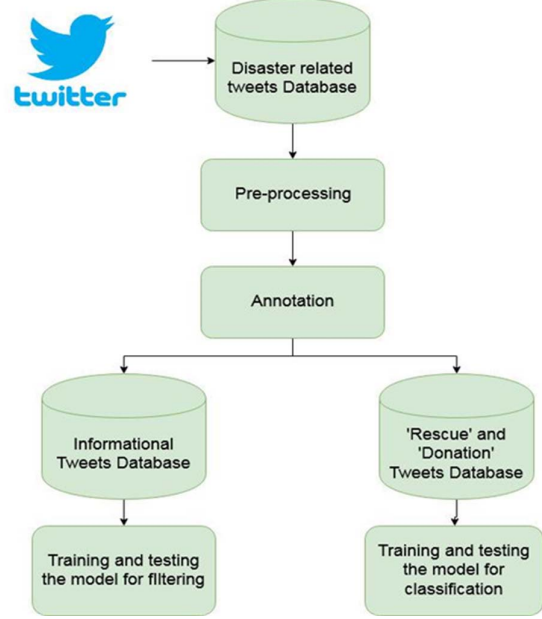 twitter
Disaster related
tweets Database
Pre-processing
Annotation
Informational
Tweets Database
'Rescue' and
'Donation'
Tweets Database
Training and testing
the model for filtering
Training and testing
the model for
classification